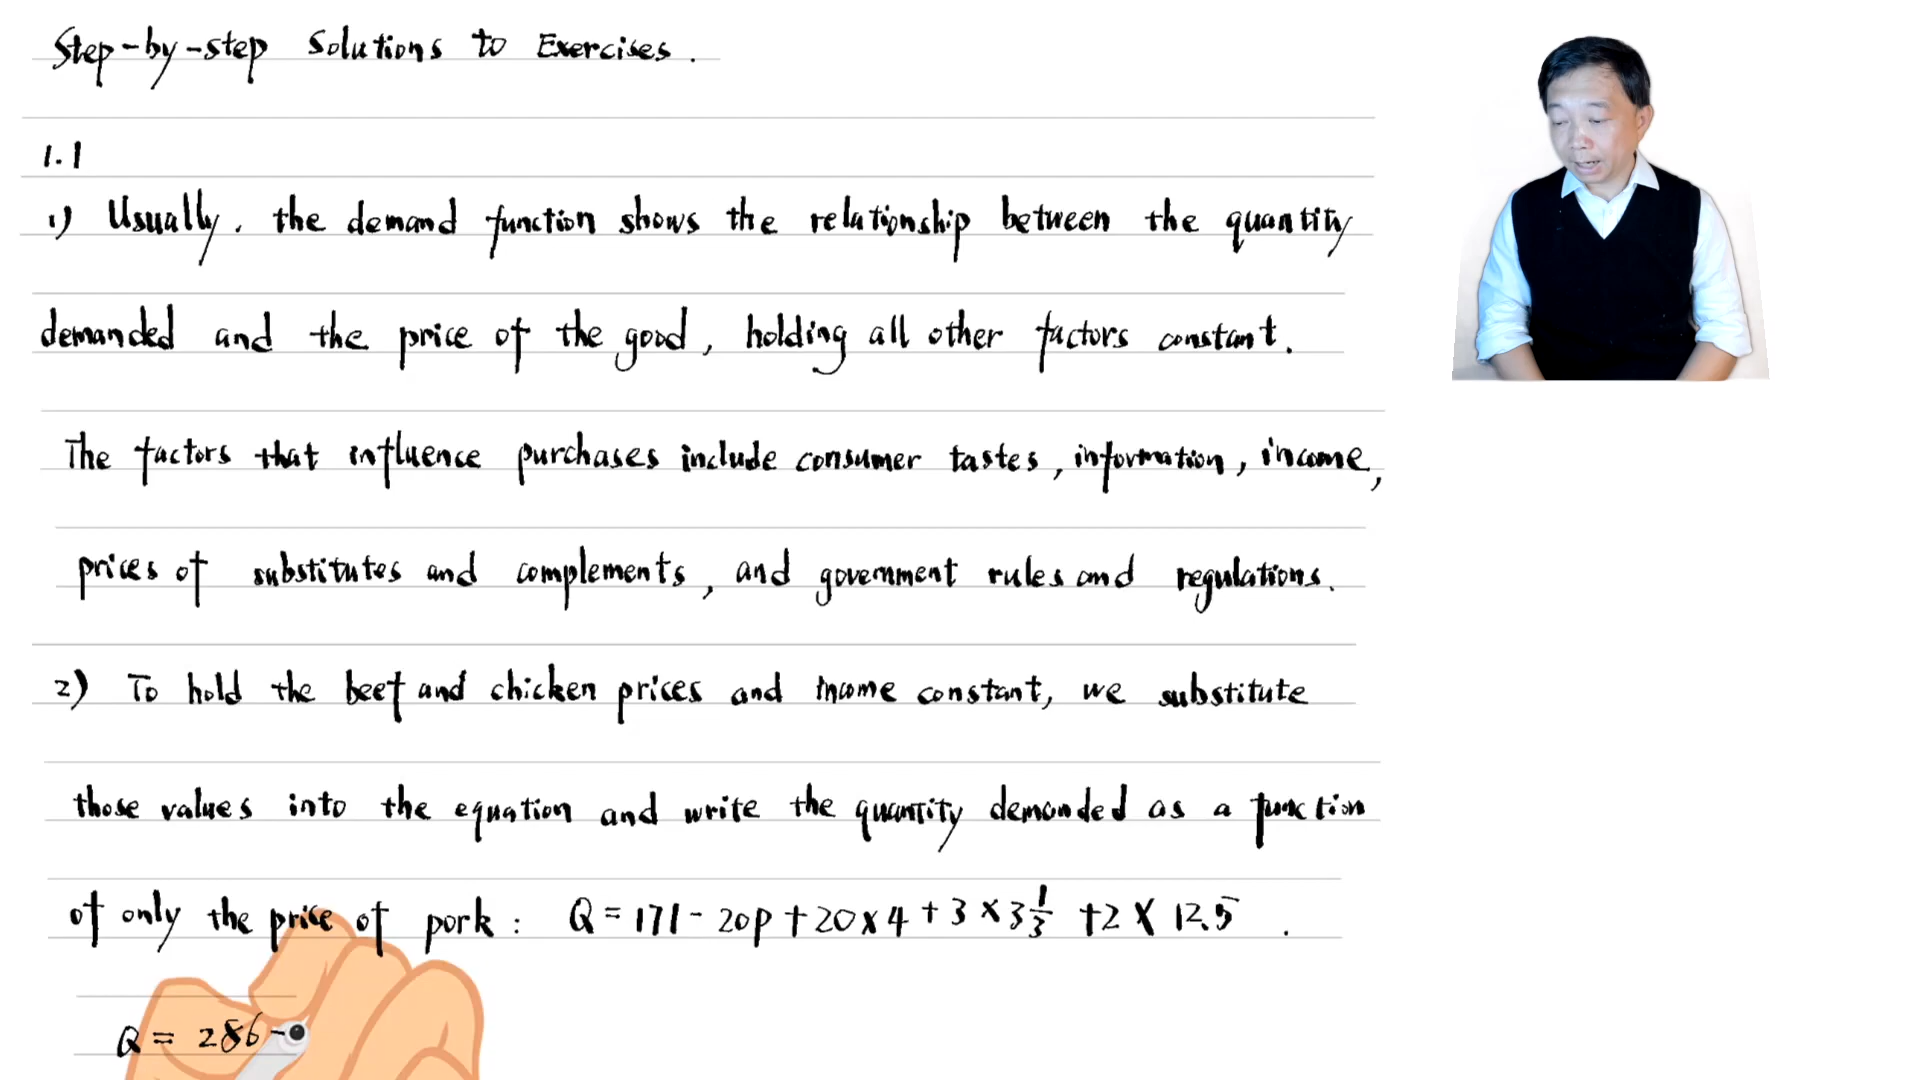 Step-by-step Solutions to Exercises.
1.1
1) Usually, the demand function shows the relationship between the quantity
demanded and the price of the good, holding all other factors constant.
The factors that influence purchases include consumer tastes, information, income,
prices of substitutes and complements, and government rules and regulations.
2) To hold the beef and chicken prices and income constant, we substitute
those values into the equation and write the quantity demanded as a function
of only the price of pork: Q = 171 - 20p + 20 × 4 + 3 × 3 1/3 + 2 × 12.5 .
Q = 286 -